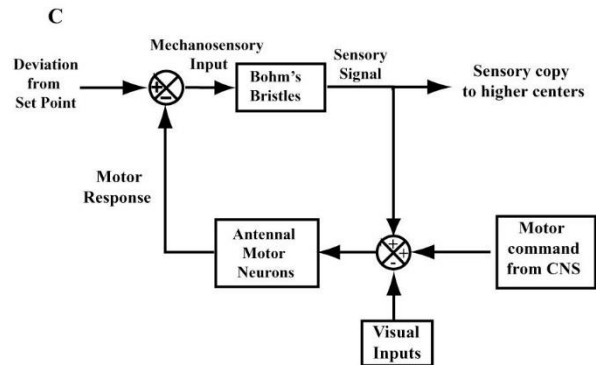 C
Mechanosensory
Input
Sensory
Signal
Deviation
from
Set Point
+
−
Bohm's
Bristles
Sensory copy
to higher centers
Motor
Response
Antennal
Motor
Neurons
+
+
-
Motor
command
from CNS
Visual
Inputs